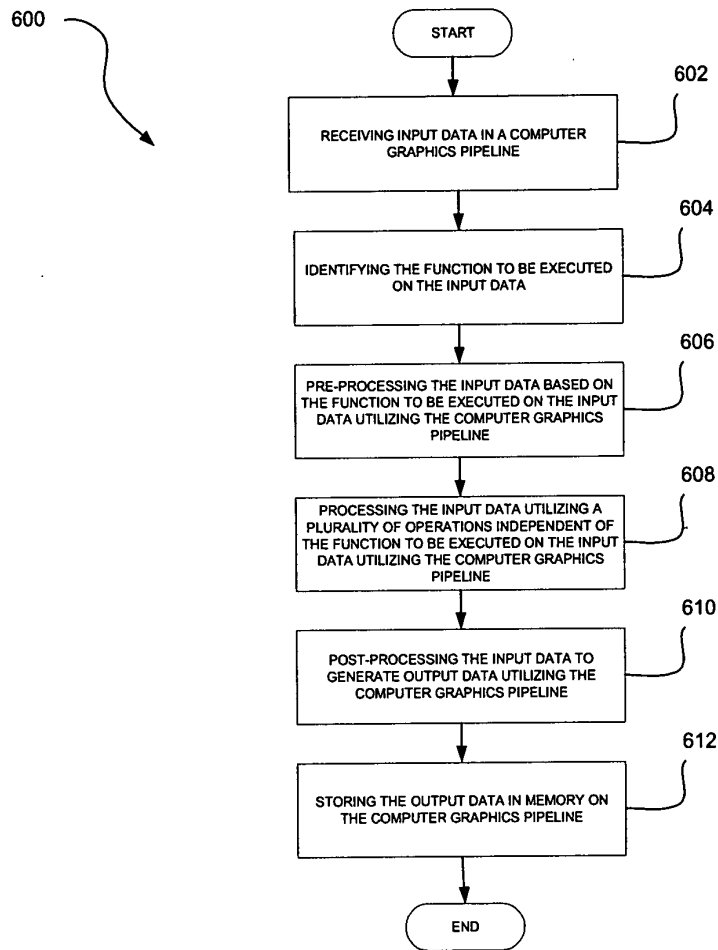 600
START
602
RECEIVING INPUT DATA IN A COMPUTER
GRAPHICS PIPELINE
604
IDENTIFYING THE FUNCTION TO BE EXECUTED
ON THE INPUT DATA
606
PRE-PROCESSING THE INPUT DATA BASED ON
THE FUNCTION TO BE EXECUTED ON THE INPUT
DATA UTILIZING THE COMPUTER GRAPHICS
PIPELINE
608
PROCESSING THE INPUT DATA UTILIZING A
PLURALITY OF OPERATIONS INDEPENDENT OF
THE FUNCTION TO BE EXECUTED ON THE INPUT
DATA UTILIZING THE COMPUTER GRAPHICS
PIPELINE
610
POST-PROCESSING THE INPUT DATA TO
GENERATE OUTPUT DATA UTILIZING THE
COMPUTER GRAPHICS PIPELINE
612
STORING THE OUTPUT DATA IN MEMORY ON
THE COMPUTER GRAPHICS PIPELINE
END